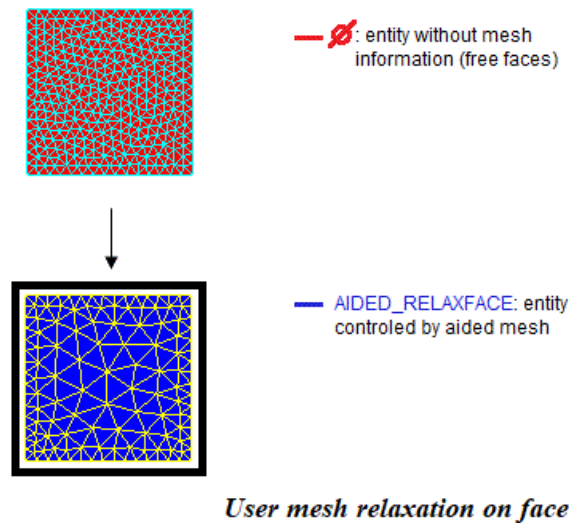 Ø: entity without mesh
information (free faces)
AIDED_RELAXFACE: entity
controled by aided mesh
User mesh relaxation on face